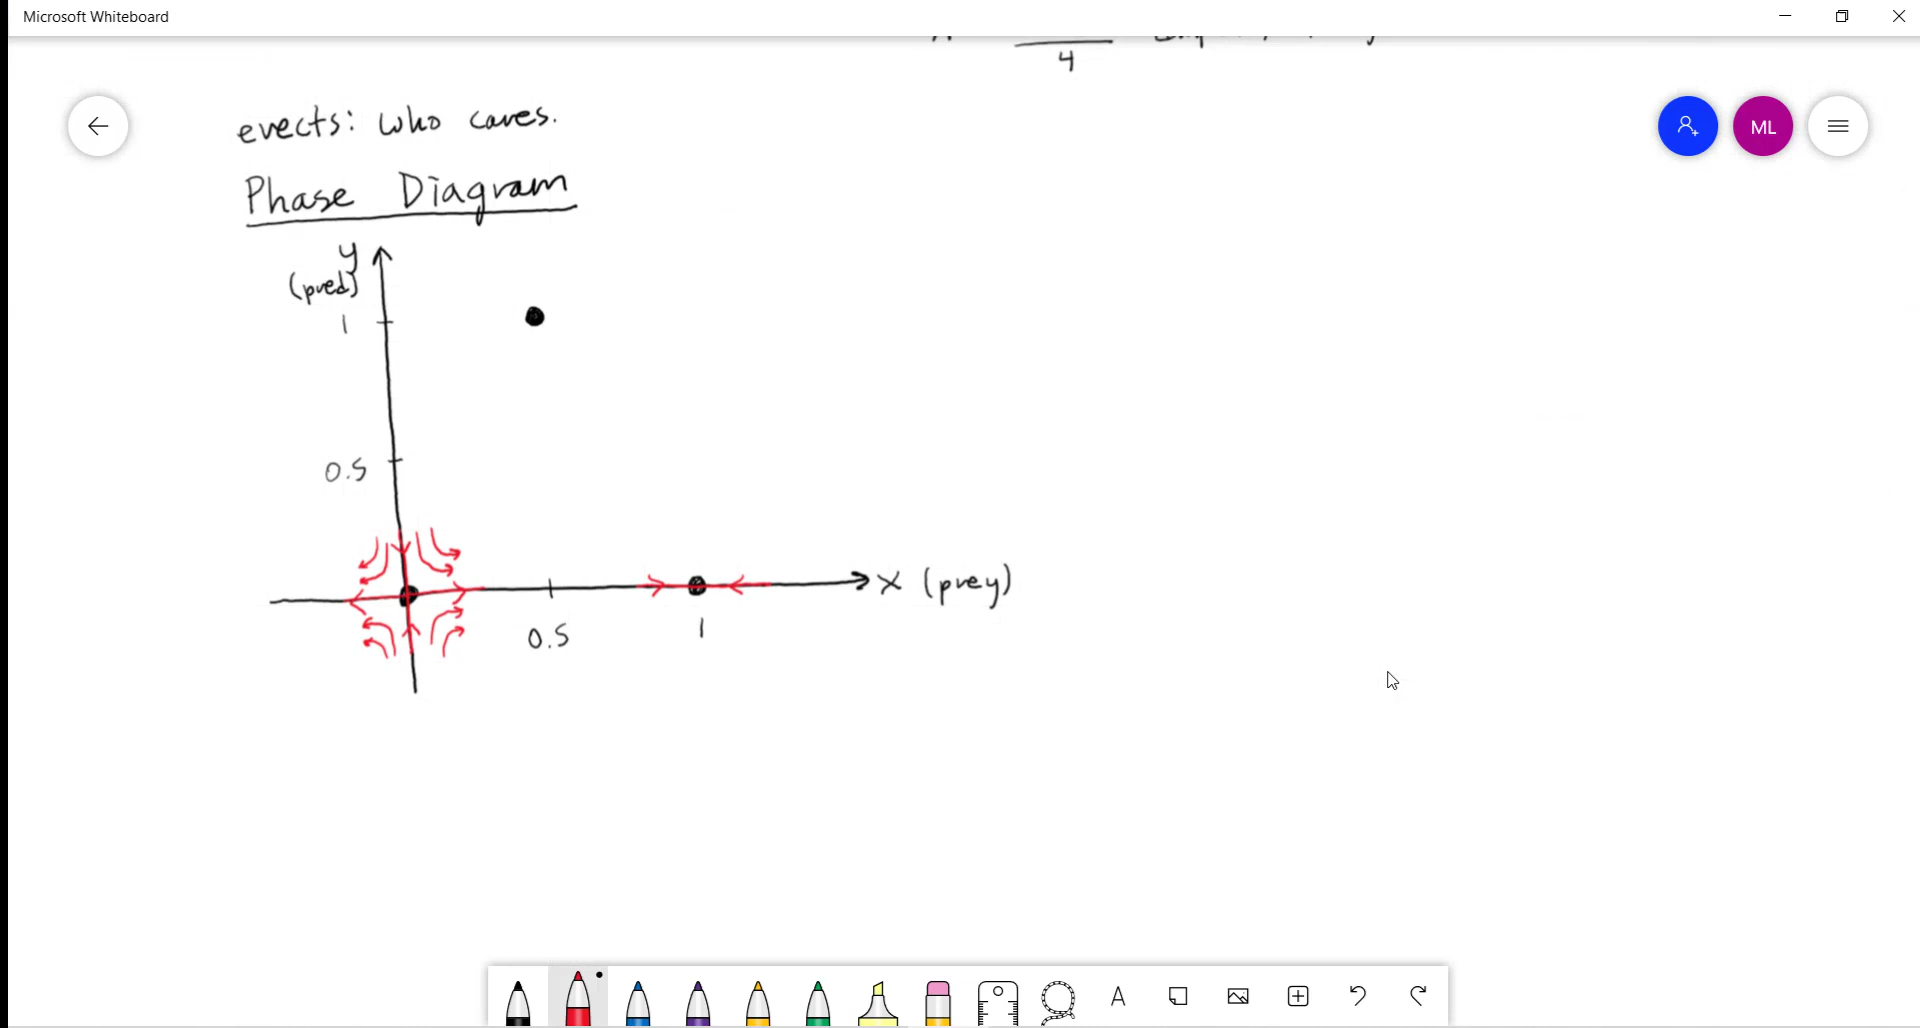 Microsoft Whiteboard
4
evects: who cares.
ML
Phase Diagram
y
(pred)
1
0.5
x (prey)
0.5
1
A